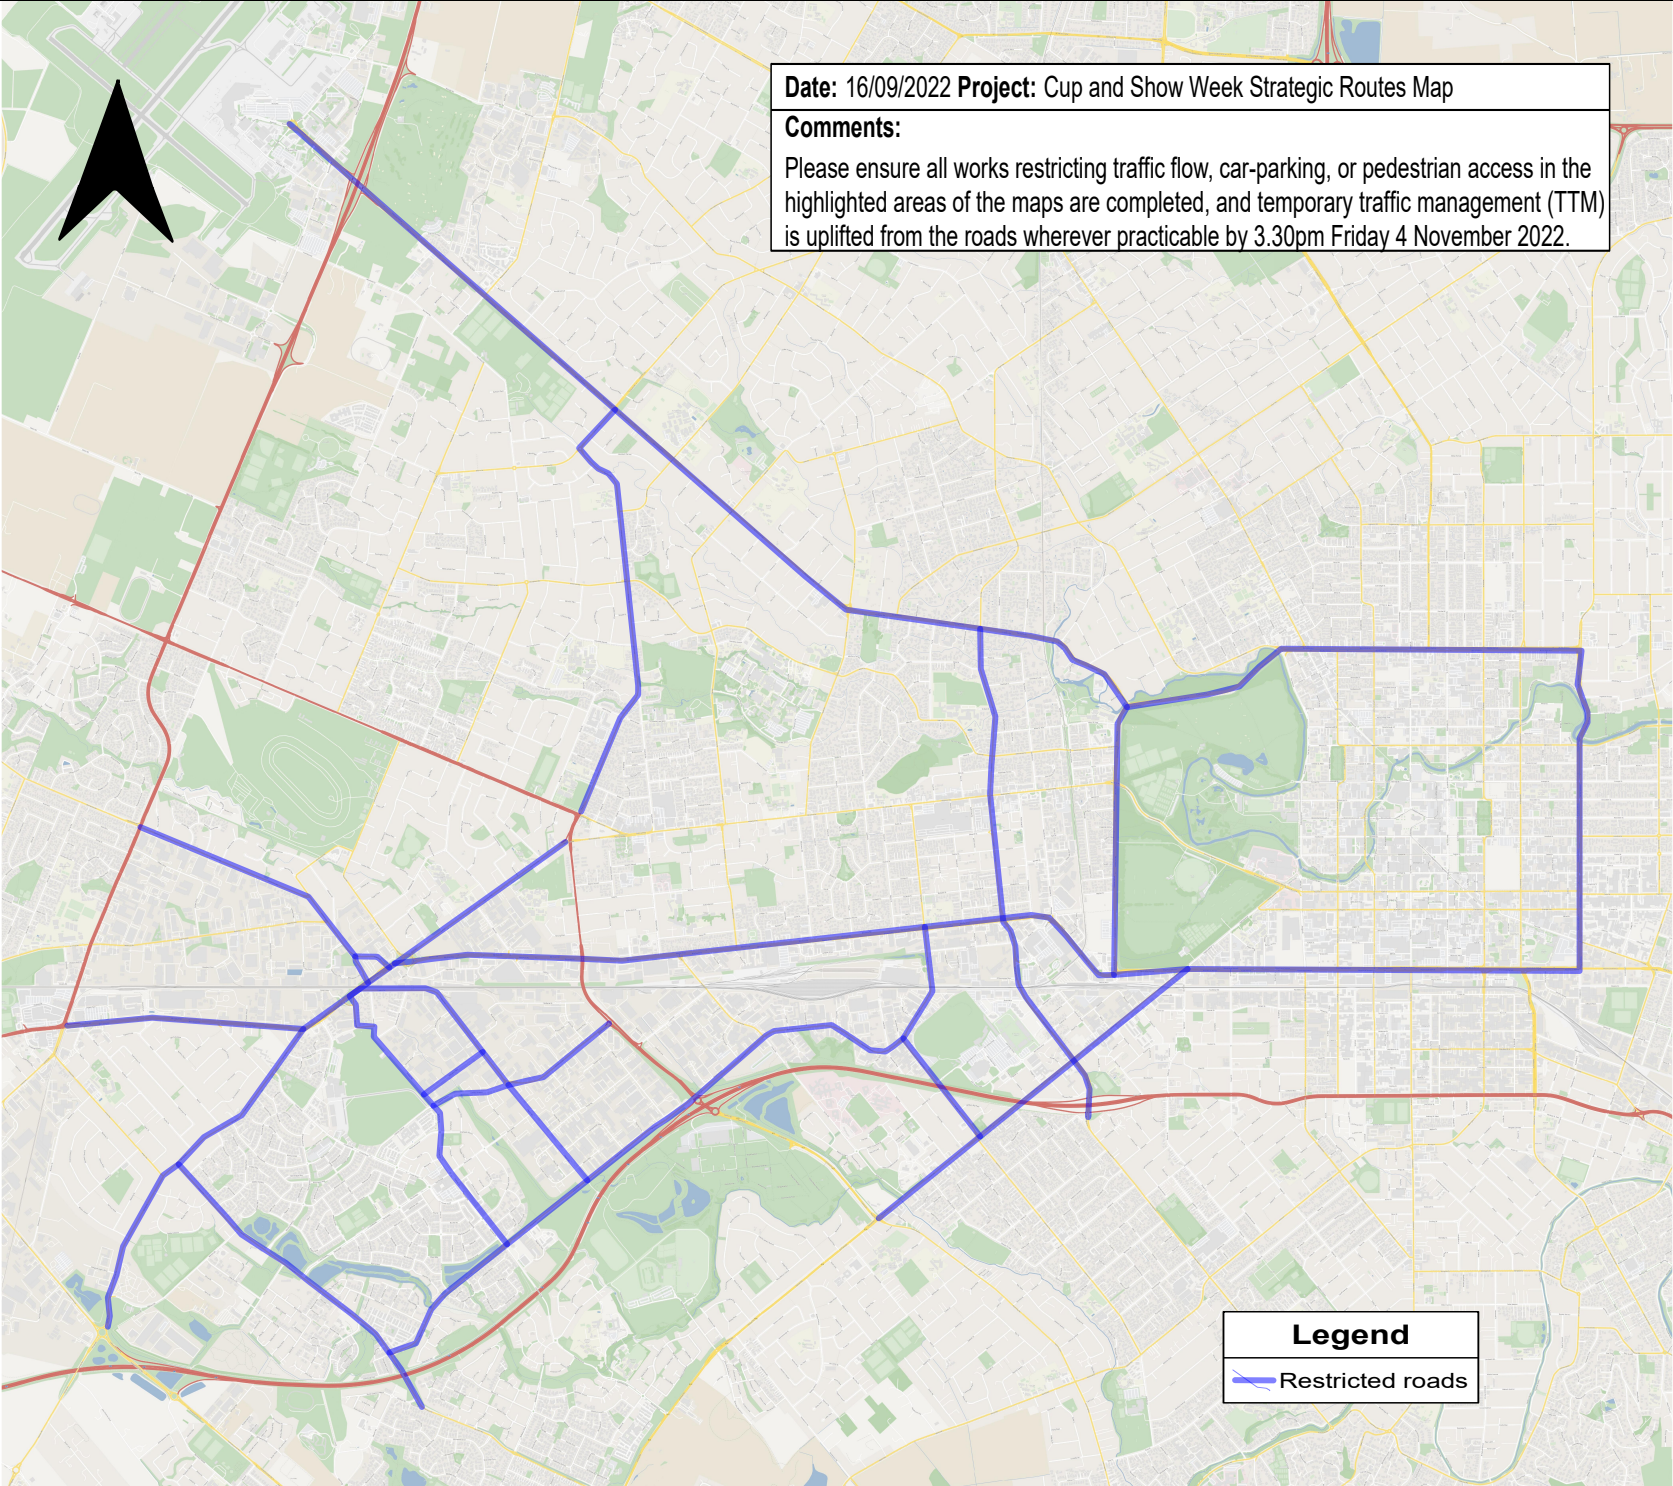 Date: 16/09/2022 Project: Cup and Show Week Strategic Routes Map
Comments:
Please ensure all works restricting traffic flow, car-parking, or pedestrian access in the
highlighted areas of the maps are completed, and temporary traffic management (TTM)
is uplifted from the roads wherever practicable by 3.30pm Friday 4 November 2022.
Legend
Restricted roads